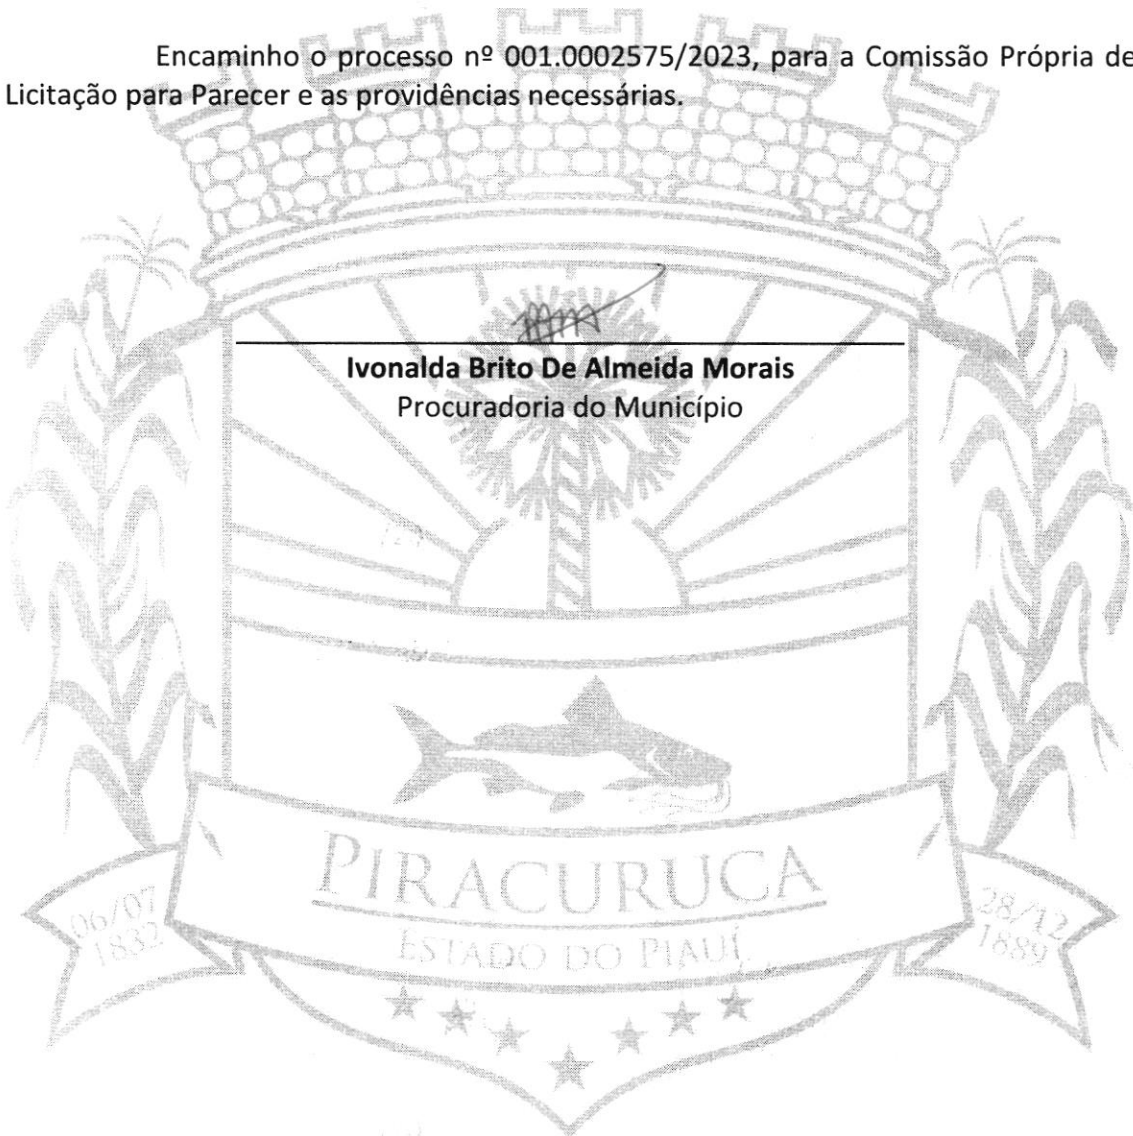 Encaminho o processo nº 001.0002575/2023, para a Comissão Própria de
Licitação para Parecer e as providências necessárias.
Ivonalda Brito De Almeida Morais
Procuradoria do Município
PIRACURUCA
ESTADO DO PIAUÍ
06/07
1832
28/12
1889